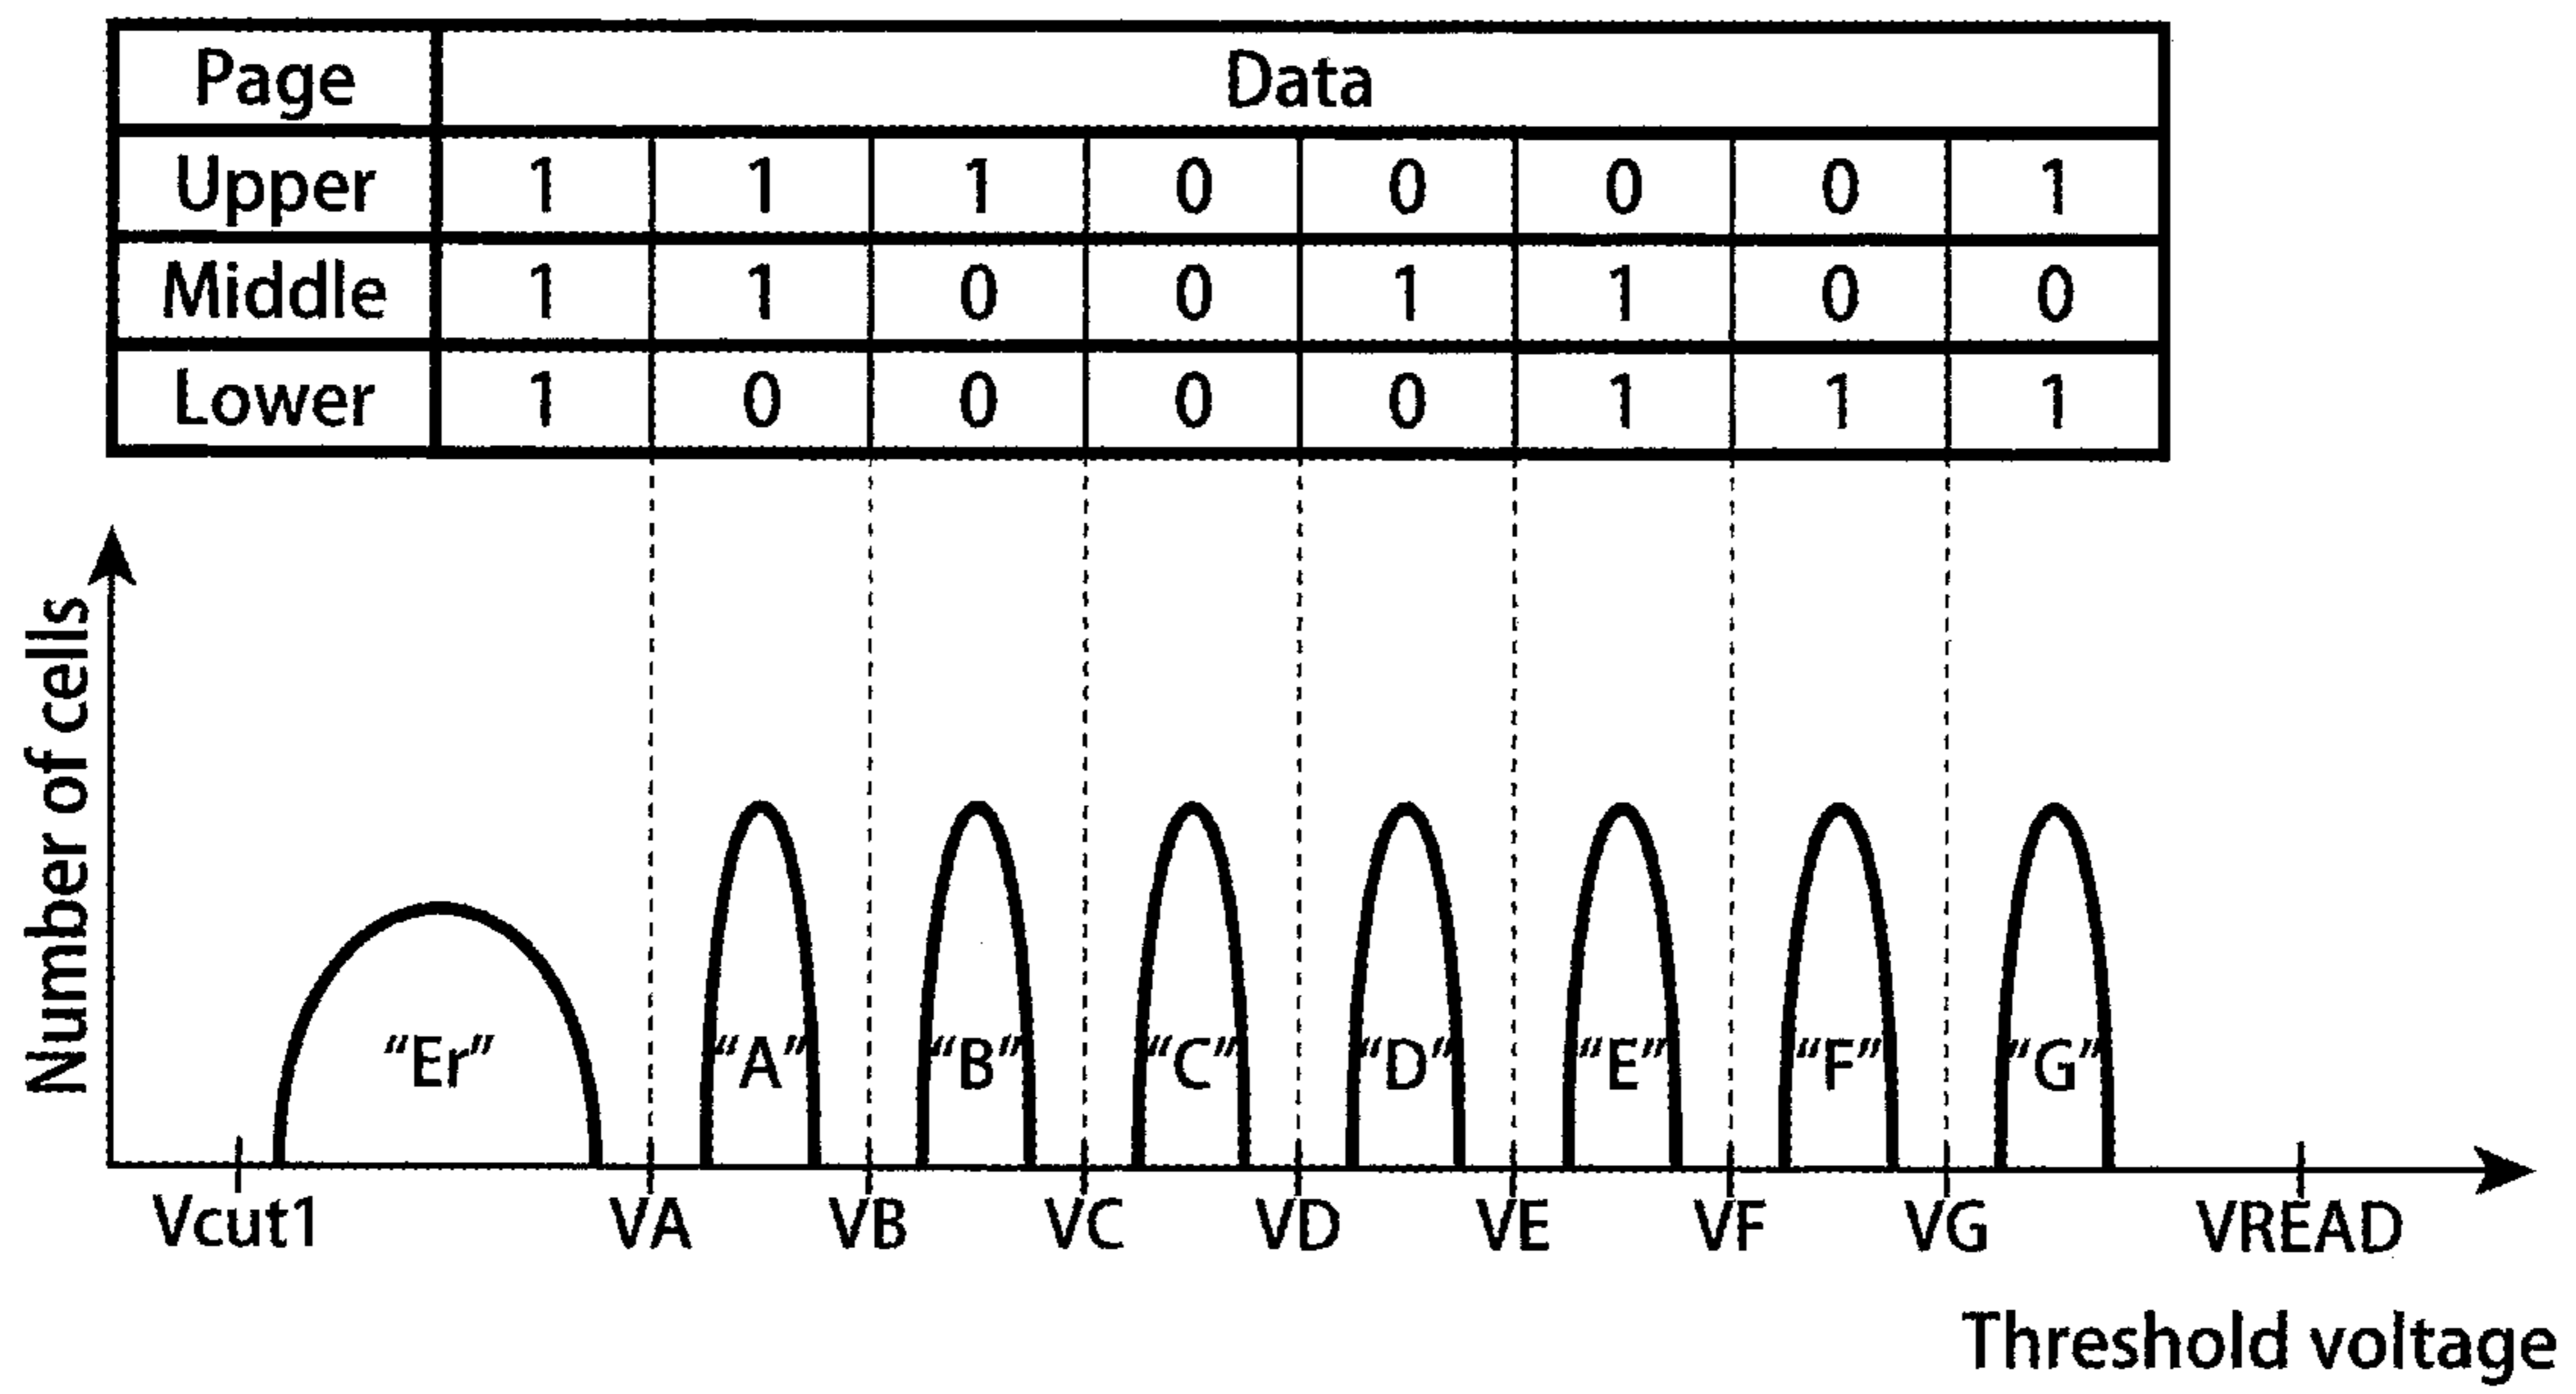 Page Data
Upper 1 1 1 0 0 0 0 1
Middle 1 1 0 0 1 1 0 0
Lower 1 0 0 0 0 1 1 1
Number of cells
“Er” “A” “B” “C” “D” “E” “F” “G”
Vcut1 VA VB VC VD VE VF VG VREAD
Threshold voltage